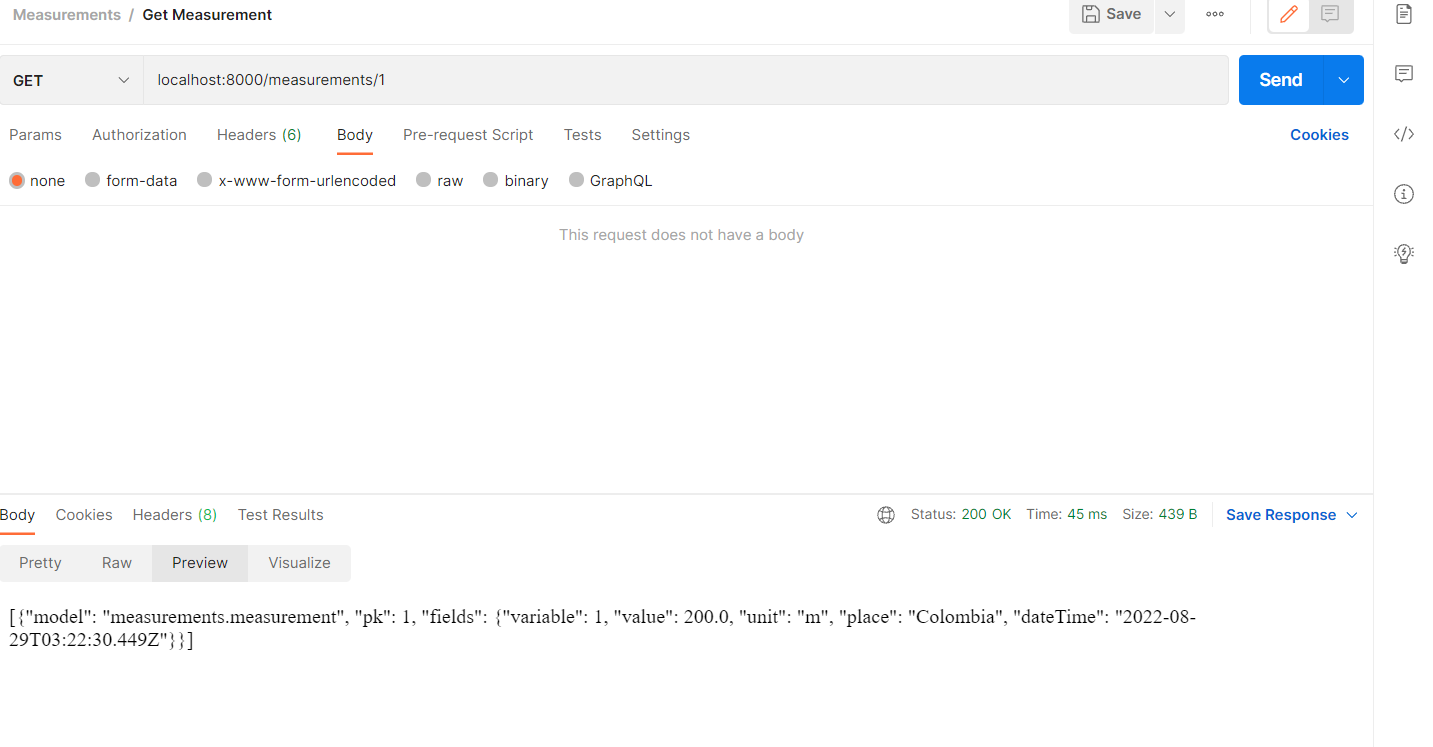 Measurements / Get Measurement
Save
GET
localhost:8000/measurements/1
Send
Params Authorization Headers (6) Body Pre-request Script Tests Settings Cookies
none form-data x-www-form-urlencoded raw binary GraphQL
This request does not have a body
Body Cookies Headers (8) Test Results Status: 200 OK Time: 45 ms Size: 439 B Save Response
Pretty Raw Preview Visualize
[{"model": "measurements.measurement", "pk": 1, "fields": {"variable": 1, "value": 200.0, "unit": "m", "place": "Colombia", "dateTime": "2022-08-
29T03:22:30.449Z"}}]